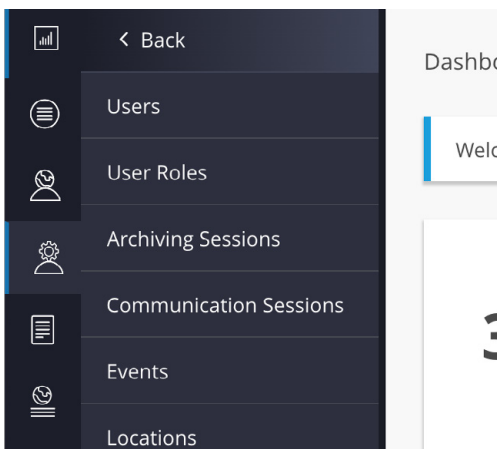 Back
Users
User Roles
Archiving Sessions
Communication Sessions
Events
Locations